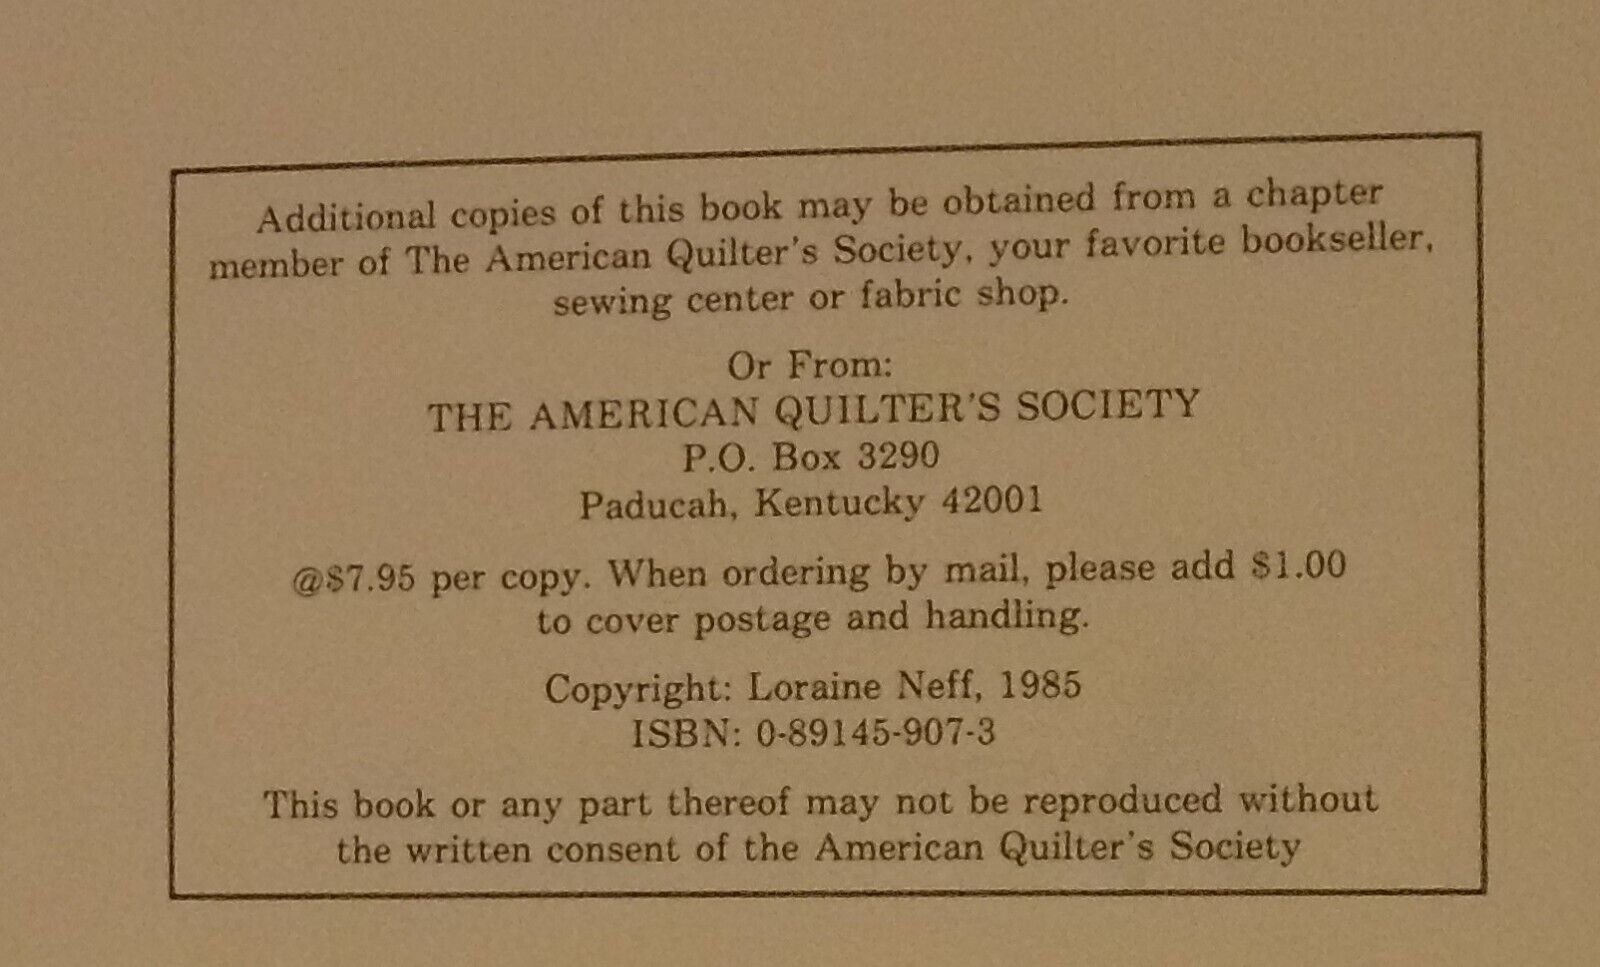 Additional copies of this book may be obtained from a chapter
member of The American Quilter's Society, your favorite bookseller,
sewing center or fabric shop.
Or From:
THE AMERICAN QUILTER'S SOCIETY
P.O. Box 3290
Paducah, Kentucky 42001
@$7.95 per copy. When ordering by mail, please add $1.00
to cover postage and handling.
Copyright: Loraine Neff, 1985
ISBN: 0-89145-907-3
This book or any part thereof may not be reproduced without
the written consent of the American Quilter's Society